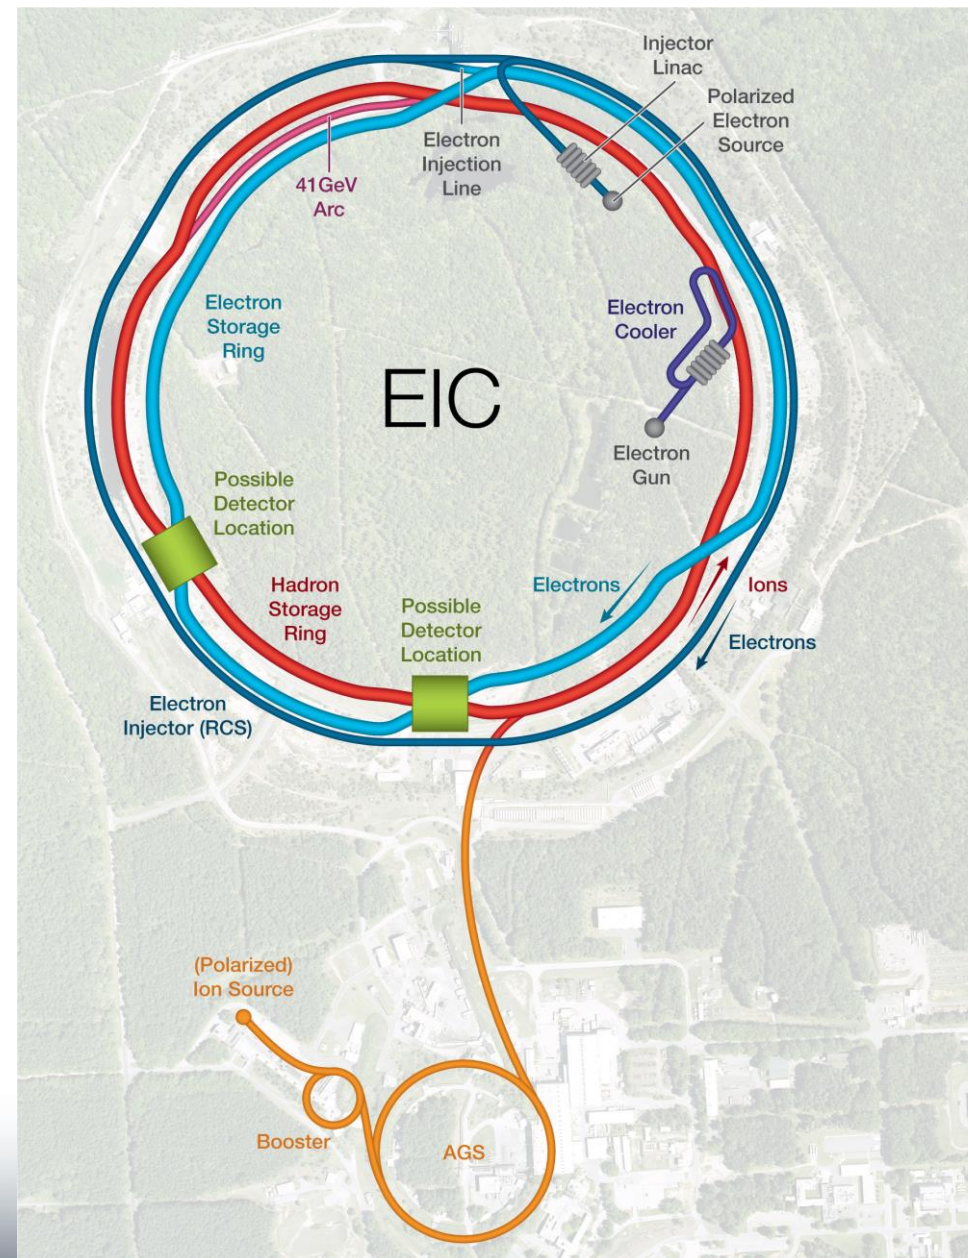 Injector
Linac
Polarized
Electron
Source
Electron
Injection
Line
41GeV
Arc
Electron
Storage
Ring
Electron
Cooler
EIC
Electron
Gun
Possible
Detector
Location
Hadron
Storage
Ring
Possible
Detector
Location
Electrons
Ions
Electrons
Electron
Injector (RCS)
(Polarized)
Ion Source
Booster
AGS